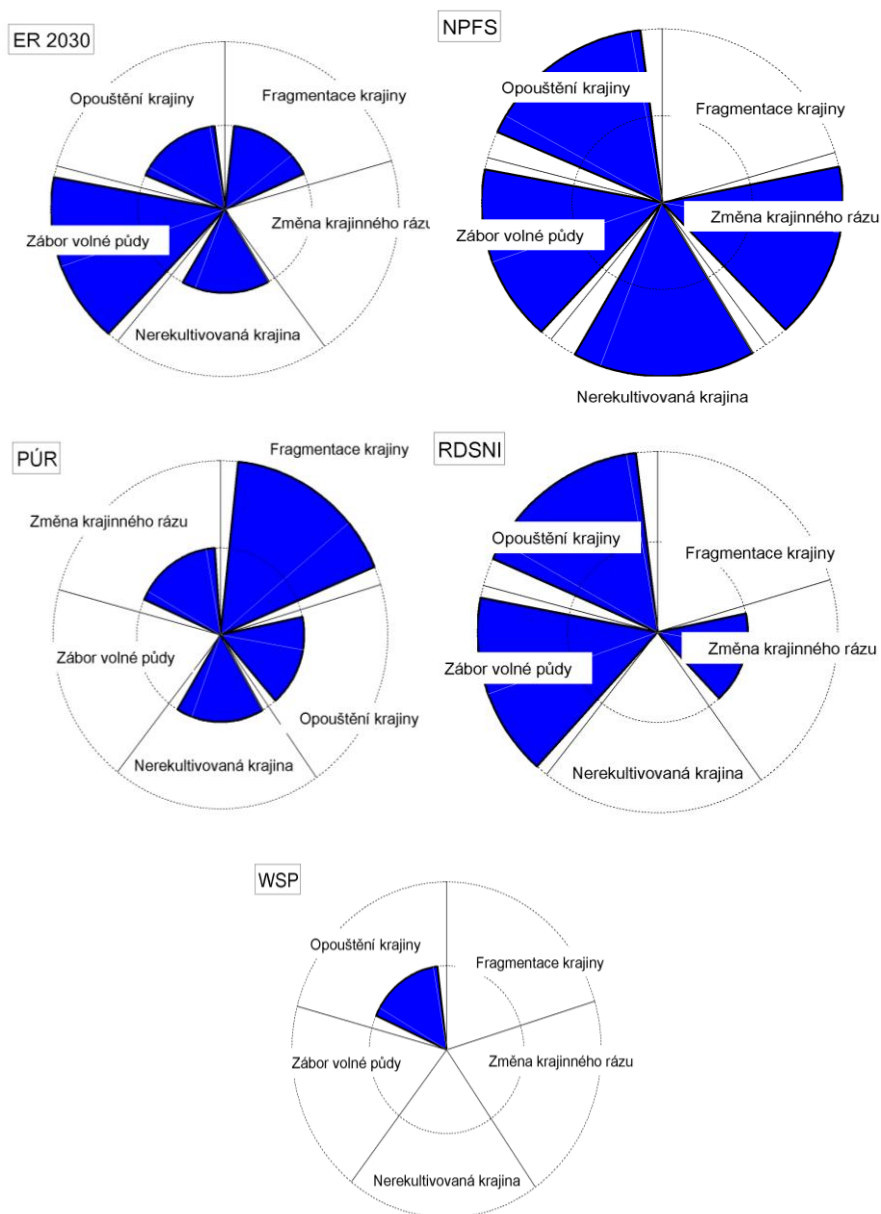 ER 2030
Opouštění krajiny
Fragmentace krajiny
Zábor volné půdy
Změna krajinného rázu
Nerekultivovaná krajina
NPFS
Opouštění krajiny
Fragmentace krajiny
Zábor volné půdy
Změna krajinného rázu
Nerekultivovaná krajina
PÚR
Fragmentace krajiny
Změna krajinného rázu
Zábor volné půdy
Opouštění krajiny
Nerekultivovaná krajina
RDSNI
Opouštění krajiny
Fragmentace krajiny
Zábor volné půdy
Změna krajinného rázu
Nerekultivovaná krajina
WSP
Opouštění krajiny
Fragmentace krajiny
Zábor volné půdy
Změna krajinného rázu
Nerekultivovaná krajina